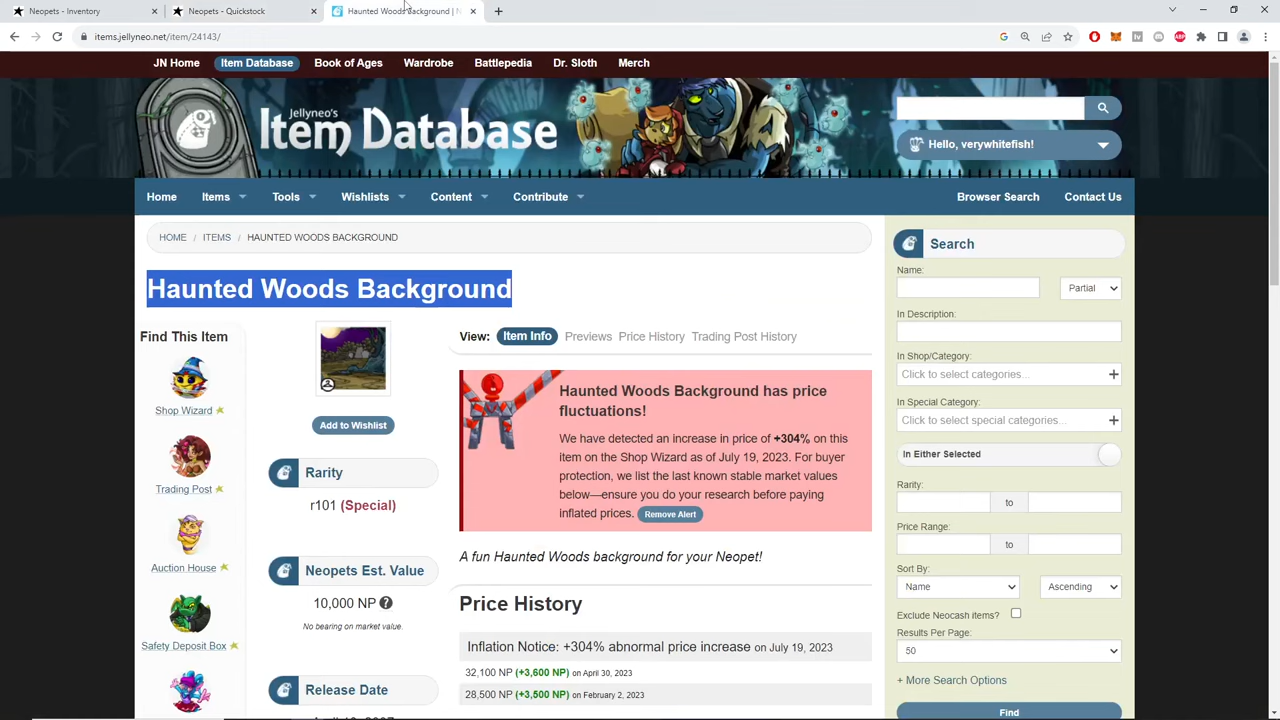 Neopets - Inventory
Neopets - Quickstock
Haunted Woods Background | N
items.jellyneo.net/item/24143/
JN Home Item Database Book of Ages Wardrobe Battlepedia Dr. Sloth Merch
Jellyneo's
Item Database
Hello, verywhitefish!
Home Items Tools Wishlists Content Contribute Browser Search Contact Us
HOME / ITEMS / HAUNTED WOODS BACKGROUND
Haunted Woods Background
Find This Item
Shop Wizard
Trading Post
Auction House
Safety Deposit Box
Add to Wishlist
Rarity
r101 (Special)
Neopets Est. Value
10,000 NP
No bearing on market value.
Release Date
View: Item Info Previews Price History Trading Post History
Haunted Woods Background has price
fluctuations!
We have detected an increase in price of +304% on this
item on the Shop Wizard as of July 19, 2023. For buyer
protection, we list the last known stable market values
below—ensure you do your research before paying
inflated prices. Remove Alert
A fun Haunted Woods background for your Neopet!
Price History
Inflation Notice: +304% abnormal price increase on July 19, 2023
32,100 NP (+3,600 NP) on April 30, 2023
28,500 NP (+3,500 NP) on February 2, 2023
Search
Name:
Partial
In Description:
In Shop/Category:
Click to select categories...
In Special Category:
Click to select special categories...
In Either Selected
Rarity:
to
Price Range:
to
Sort By:
Name Ascending
Exclude Neocash items?
Results Per Page:
50
+ More Search Options
Find